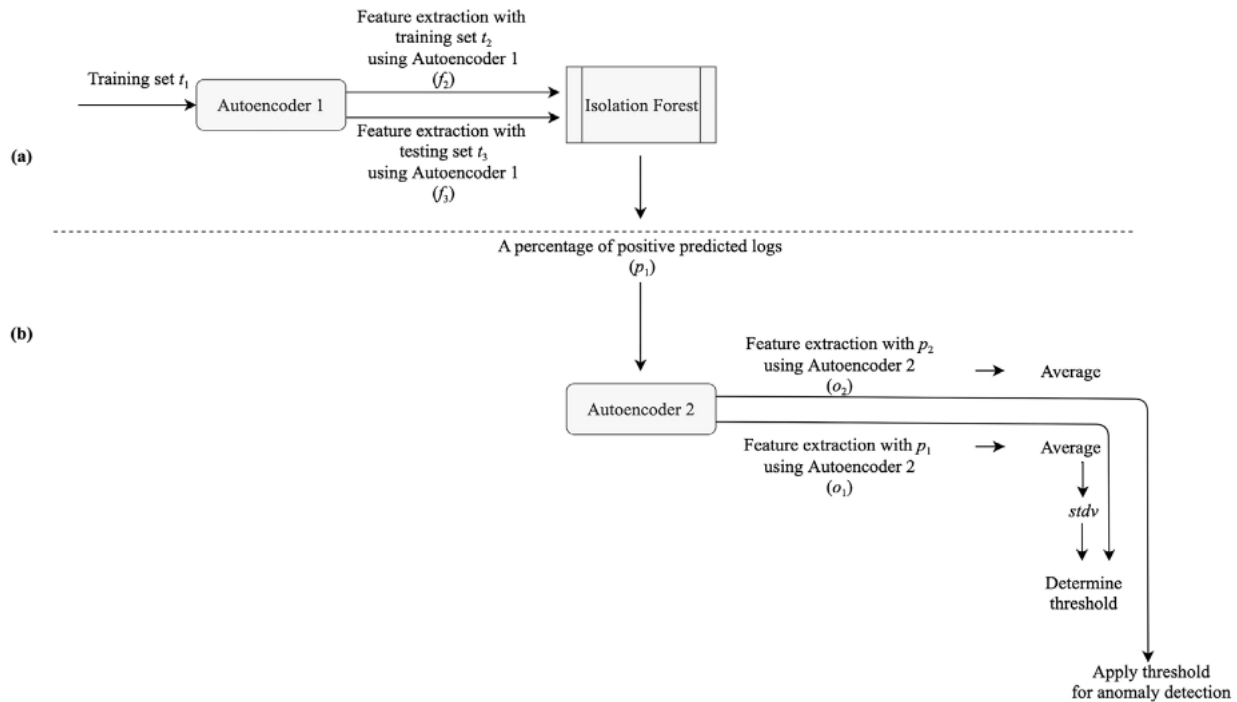 (a)
Training set t₁
Autoencoder 1
Feature extraction with
training set t₂
using Autoencoder 1
(f₂)
Feature extraction with
testing set t₃
using Autoencoder 1
(f₃)
Isolation Forest
A percentage of positive predicted logs
(p₁)
(b)
Autoencoder 2
Feature extraction with p₂
using Autoencoder 2
(o₂)
Average
Feature extraction with p₁
using Autoencoder 2
(o₁)
Average
stdv
Determine
threshold
Apply threshold
for anomaly detection